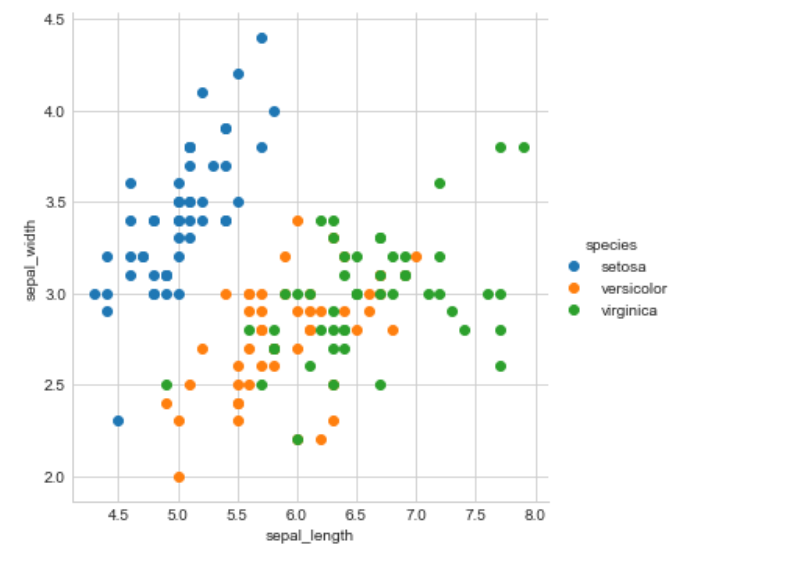 4.5
4.0
3.5
3.0
2.5
2.0
sepal_width
4.5 5.0 5.5 6.0 6.5 7.0 7.5 8.0
sepal_length
species
setosa
versicolor
virginica